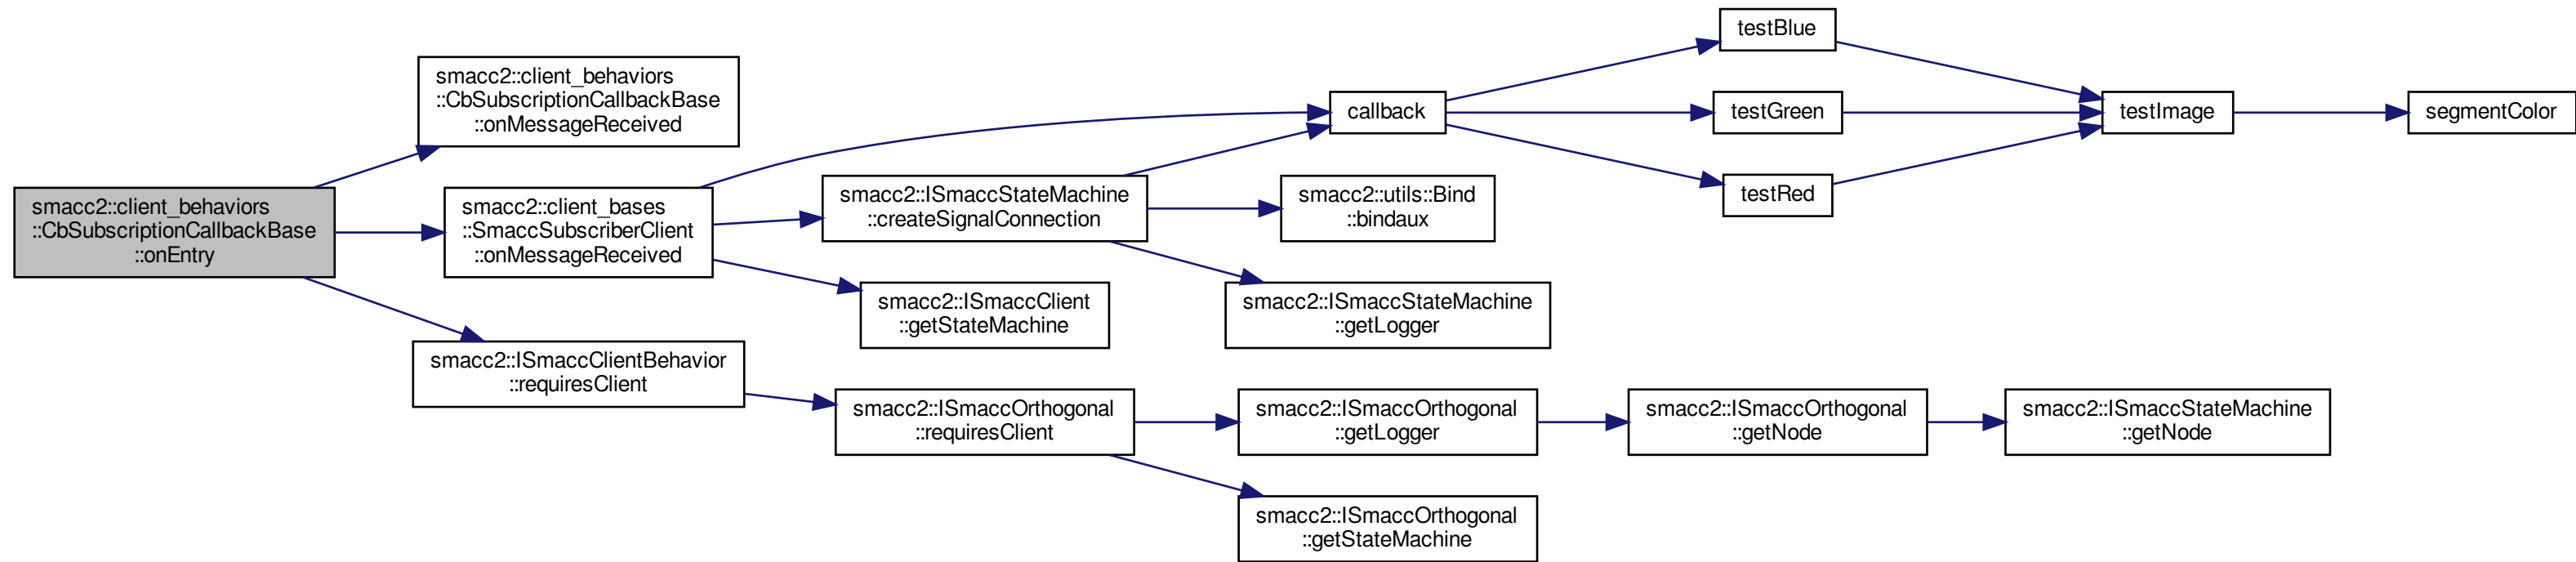 smacc2::client_behaviors
::CbSubscriptionCallbackBase
::onEntry
smacc2::client_behaviors
::CbSubscriptionCallbackBase
::onMessageReceived
smacc2::client_bases
::SmaccSubscriberClient
::onMessageReceived
smacc2::ISmaccClientBehavior
::requiresClient
smacc2::ISmaccStateMachine
::createSignalConnection
smacc2::ISmaccClient
::getStateMachine
smacc2::ISmaccOrthogonal
::requiresClient
callback
smacc2::utils::Bind
::bindaux
smacc2::ISmaccStateMachine
::getLogger
smacc2::ISmaccOrthogonal
::getLogger
smacc2::ISmaccOrthogonal
::getStateMachine
testBlue
testGreen
testRed
smacc2::ISmaccOrthogonal
::getNode
testImage
smacc2::ISmaccStateMachine
::getNode
segmentColor